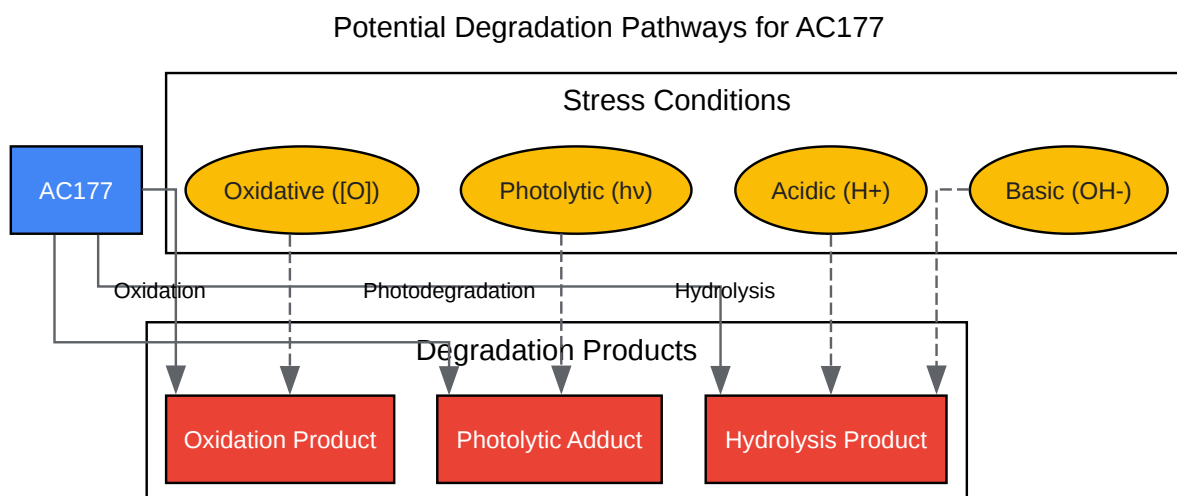 Potential Degradation Pathways for AC177
Stress Conditions
AC177
Oxidative ([O])
Photolytic (hν)
Acidic (H+)
Basic (OH-)
Oxidation
Photodegradation
Hydrolysis
Degradation Products
Oxidation Product
Photolytic Adduct
Hydrolysis Product